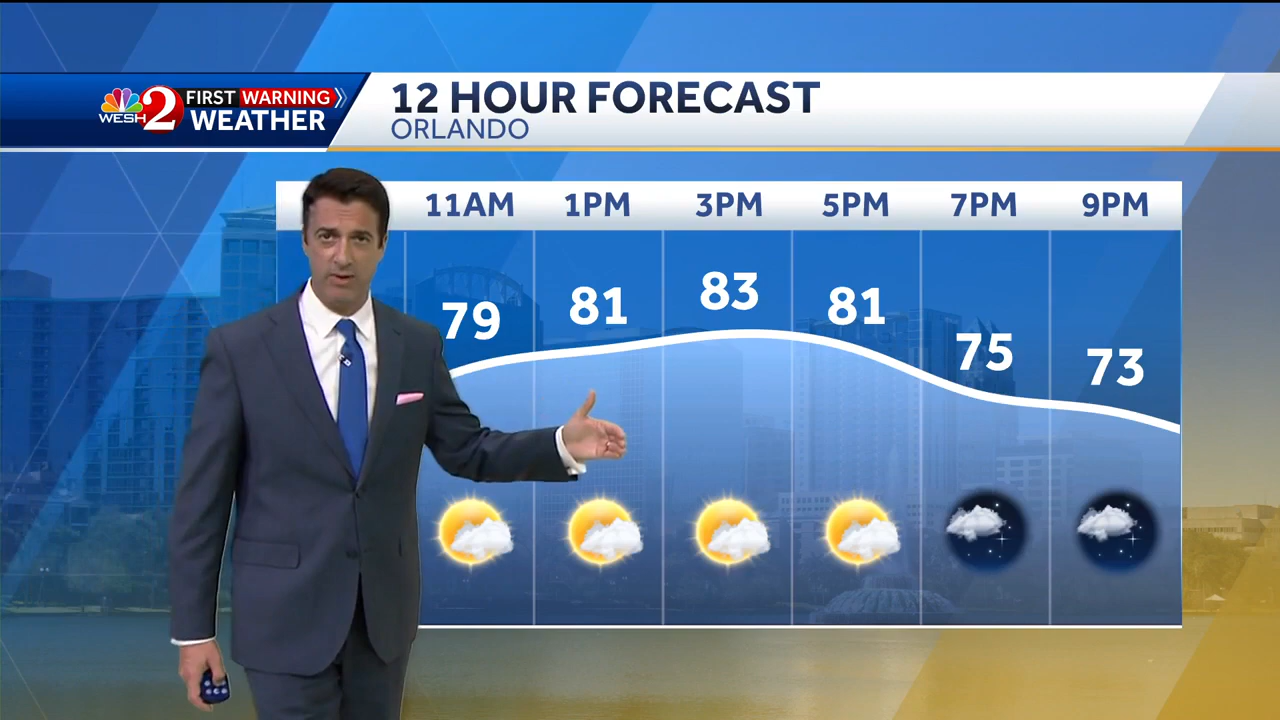 WESH 2 FIRST WARNING
WEATHER
12 HOUR FORECAST
ORLANDO
11AM 1PM 3PM 5PM 7PM 9PM
79 81 83 81 75 73